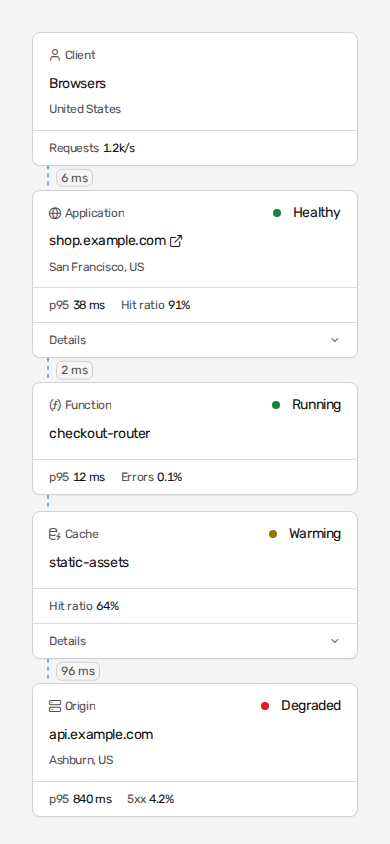 Client
Browsers
United States
Requests 1.2k/s
6 ms
Application Healthy
shop.example.com
San Francisco, US
p95 38 ms Hit ratio 91%
Details
2 ms
Function Running
checkout-router
p95 12 ms Errors 0.1%
Cache Warming
static-assets
Hit ratio 64%
Details
96 ms
Origin Degraded
api.example.com
Ashburn, US
p95 840 ms 5xx 4.2%